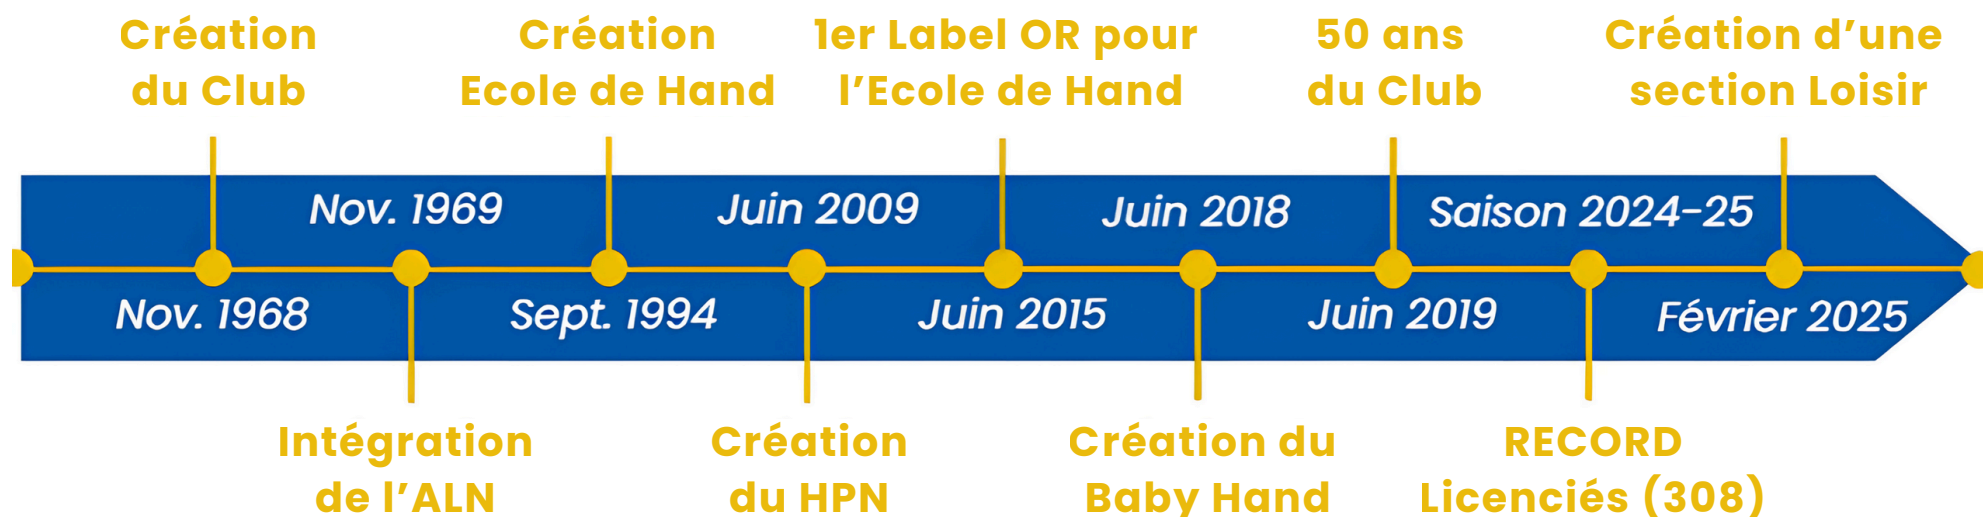 Création
du Club
Création
Ecole de Hand
1er Label OR pour
l'Ecole de Hand
50 ans
du Club
Création d'une
section Loisir
Nov. 1969
Juin 2009
Juin 2018
Saison 2024-25
Nov. 1968
Sept. 1994
Juin 2015
Juin 2019
Février 2025
Intégration
de l'ALN
Création
du HPN
Création du
Baby Hand
RECORD
Licenciés (308)